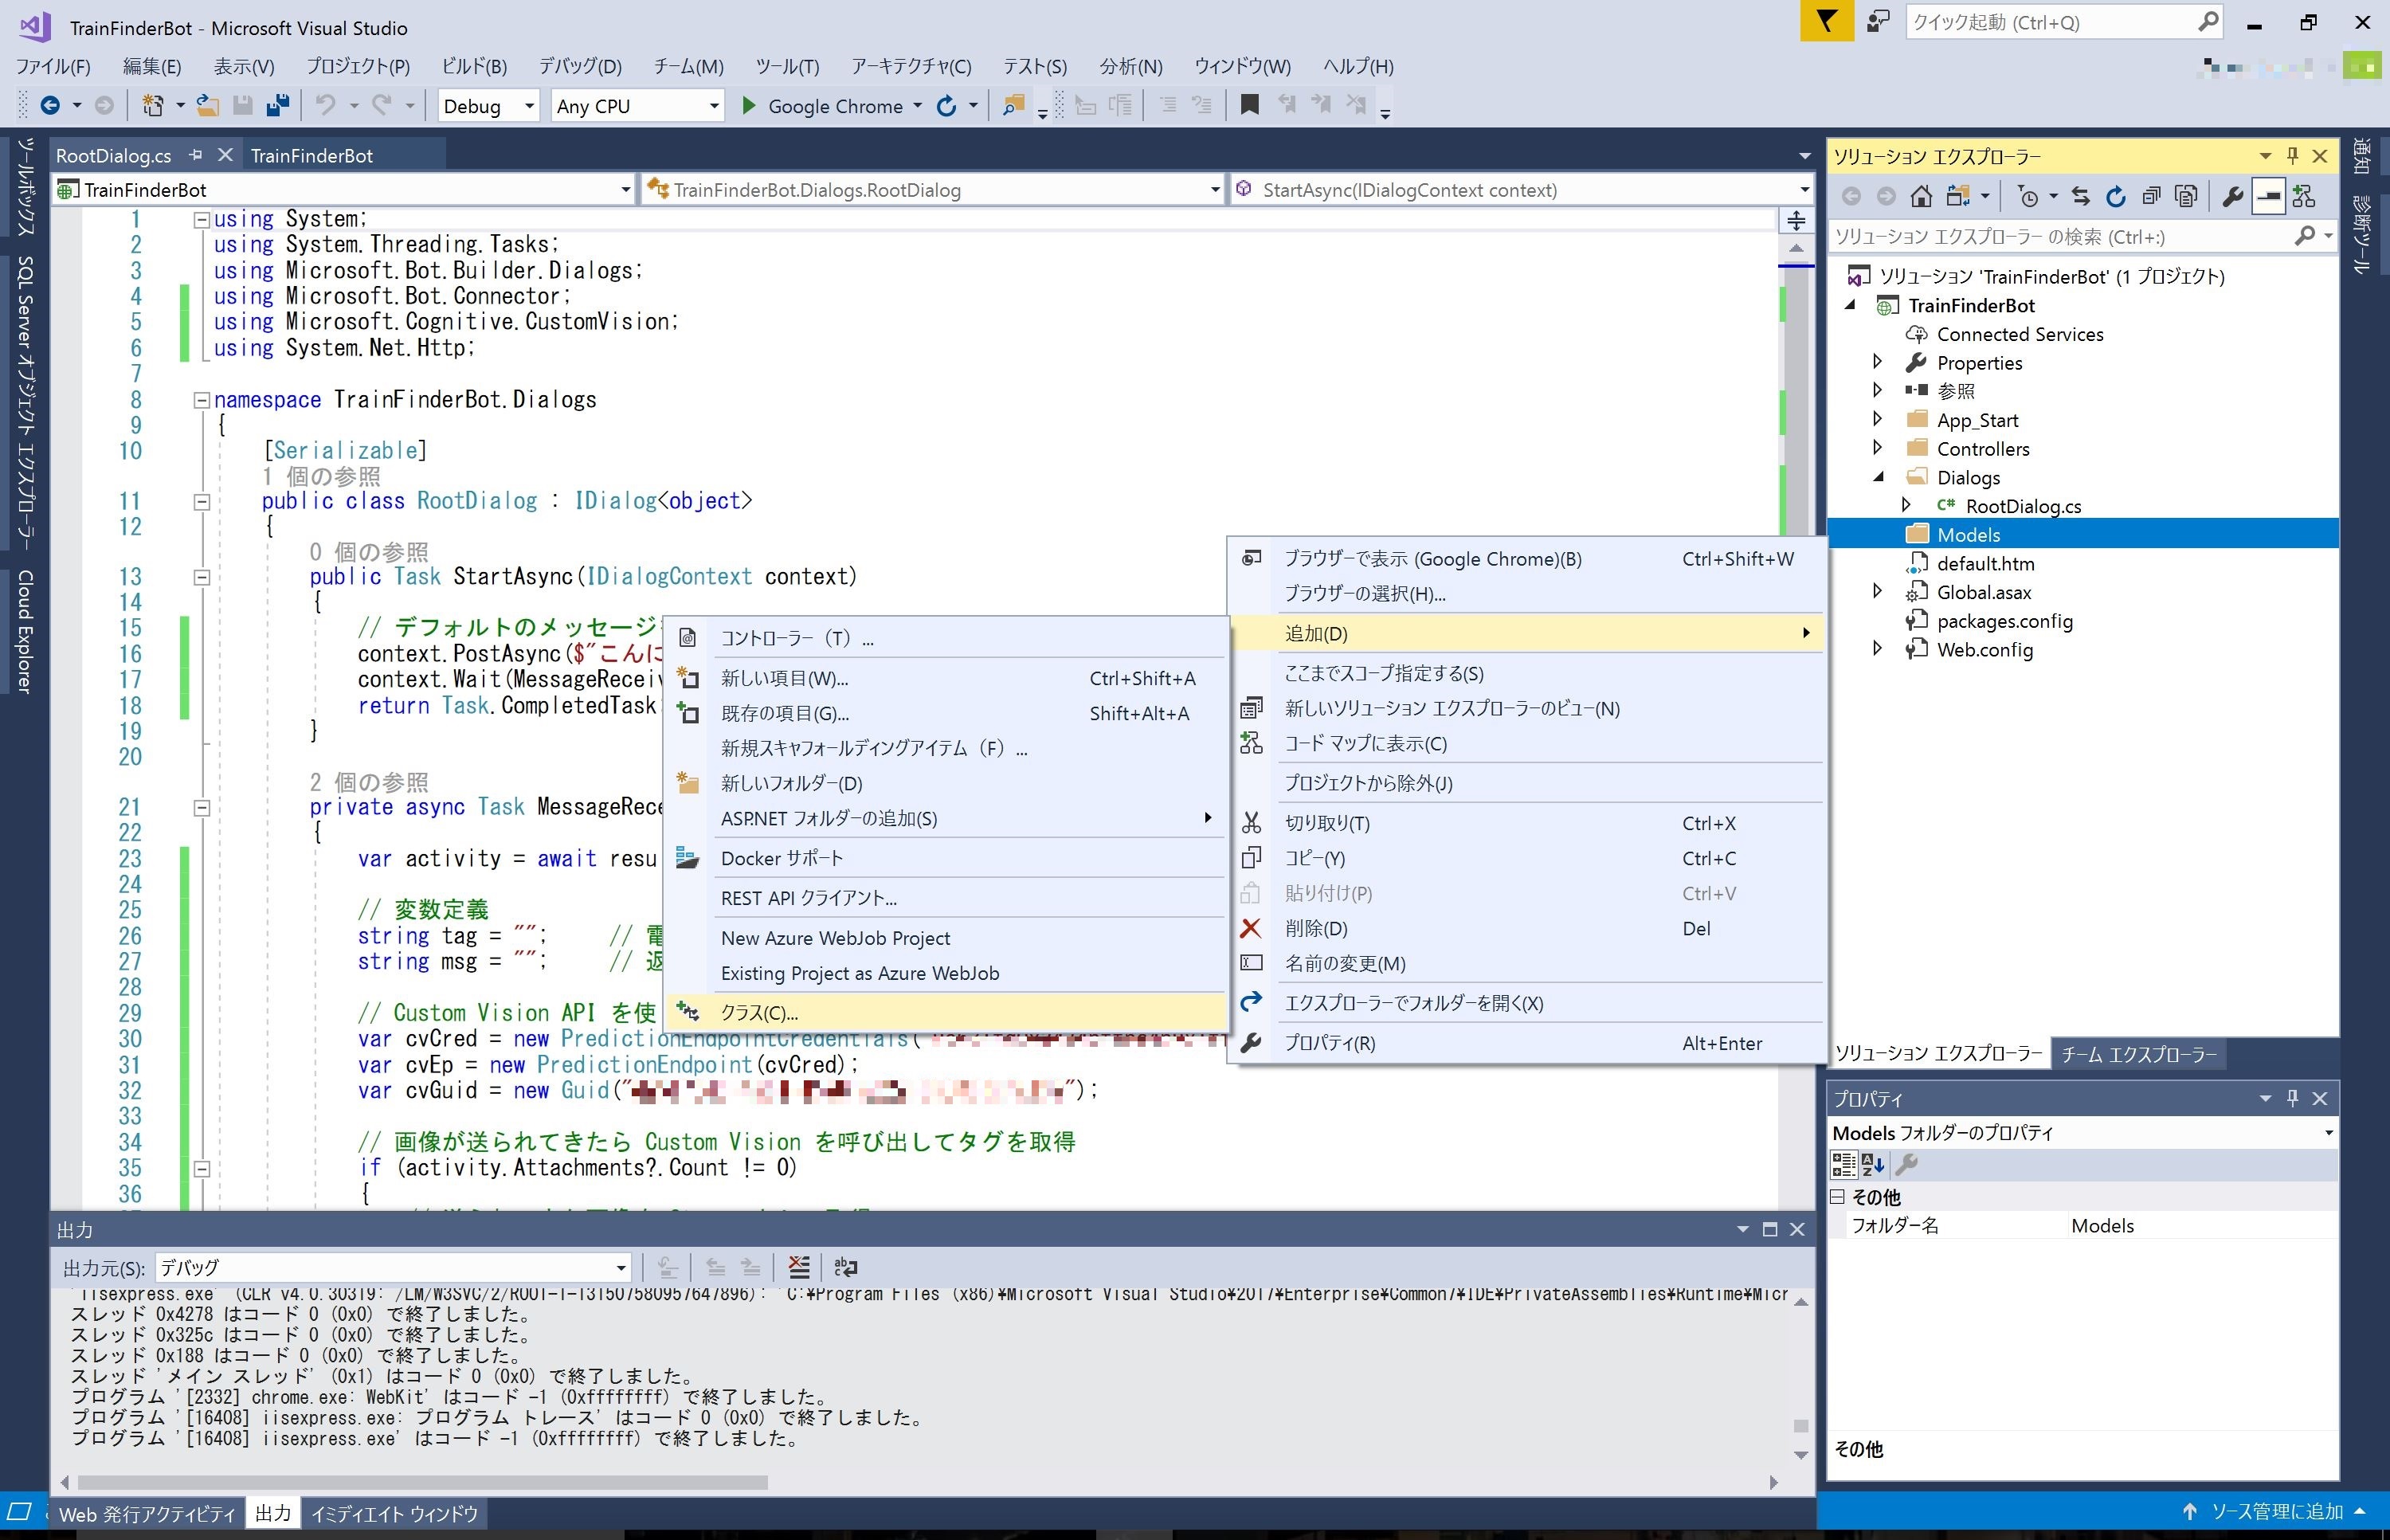 TrainFinderBot - Microsoft Visual Studio
クイック起動 (Ctrl+Q)
ファイル(F) 編集(E) 表示(V) プロジェクト(P) ビルド(B) デバッグ(D) チーム(M) ツール(T) アーキテクチャ(C) テスト(S) 分析(N) ウィンドウ(W) ヘルプ(H)
Debug Any CPU Google Chrome
ツールボックス
SQL Server オブジェクト エクスプローラー
Cloud Explorer
RootDialog.cs TrainFinderBot
TrainFinderBot TrainFinderBot.Dialogs.RootDialog StartAsync(IDialogContext context)
1 using System;
2 using System.Threading.Tasks;
3 using Microsoft.Bot.Builder.Dialogs;
4 using Microsoft.Bot.Connector;
5 using Microsoft.Cognitive.CustomVision;
6 using System.Net.Http;
7
8 namespace TrainFinderBot.Dialogs
9 {
10 [Serializable]
1 個の参照
11 public class RootDialog : IDialog<object>
12 {
0 個の参照
13 public Task StartAsync(IDialogContext context)
14 {
15 // デフォルトのメッセージ
16 context.PostAsync($"こんに
17 context.Wait(MessageReceiv
18 return Task.CompletedTask
19 }
20
2 個の参照
21 private async Task MessageRece
22 {
23 var activity = await resu
24
25 // 変数定義
26 string tag = ""; // 電
27 string msg = ""; // 返
28
29 // Custom Vision API を使
30 var cvCred = new PredictionEndpointCredentials("
31 var cvEp = new PredictionEndpoint(cvCred);
32 var cvGuid = new Guid("");
33
34 // 画像が送られてきたら Custom Vision を呼び出してタグを取得
35 if (activity.Attachments?.Count != 0)
36 {
コントローラー（T）...
新しい項目(W)... Ctrl+Shift+A
既存の項目(G)... Shift+Alt+A
新規スキャフォールディングアイテム（F）...
新しいフォルダー(D)
ASP.NET フォルダーの追加(S)
Docker サポート
REST API クライアント...
New Azure WebJob Project
Existing Project as Azure WebJob
クラス(C)...
ブラウザーで表示 (Google Chrome)(B) Ctrl+Shift+W
ブラウザーの選択(H)...
追加(D)
ここまでスコープ指定する(S)
新しいソリューション エクスプローラーのビュー(N)
コード マップに表示(C)
プロジェクトから除外(J)
切り取り(T) Ctrl+X
コピー(Y) Ctrl+C
貼り付け(P) Ctrl+V
削除(D) Del
名前の変更(M)
エクスプローラーでフォルダーを開く(X)
プロパティ(R) Alt+Enter
ソリューション エクスプローラー
ソリューション エクスプローラー の検索 (Ctrl+:)
ソリューション 'TrainFinderBot' (1 プロジェクト)
TrainFinderBot
Connected Services
Properties
参照
App_Start
Controllers
Dialogs
C# RootDialog.cs
Models
default.htm
Global.asax
packages.config
Web.config
ソリューション エクスプローラー チーム エクスプローラー
プロパティ
Models フォルダーのプロパティ
その他
フォルダー名 Models
その他
通知
診断ツール
出力
出力元(S): デバッグ
'iisexpress.exe' (CLR v4.0.30319: /LM/W3SVC/2/ROOT-1-131507580957647896): 'C:¥Program Files (x86)¥Microsoft Visual Studio¥2017¥Enterprise¥Common7¥IDE¥PrivateAssemblies¥Runtime¥Micr
スレッド 0x4278 はコード 0 (0x0) で終了しました。
スレッド 0x325c はコード 0 (0x0) で終了しました。
スレッド 0x188 はコード 0 (0x0) で終了しました。
スレッド 'メイン スレッド' (0x1) はコード 0 (0x0) で終了しました。
プログラム '[2332] chrome.exe: WebKit' はコード -1 (0xffffffff) で終了しました。
プログラム '[16408] iisexpress.exe: プログラム トレース' はコード 0 (0x0) で終了しました。
プログラム '[16408] iisexpress.exe' はコード -1 (0xffffffff) で終了しました。
Web 発行アクティビティ 出力 イミディエイト ウィンドウ
ソース管理に追加